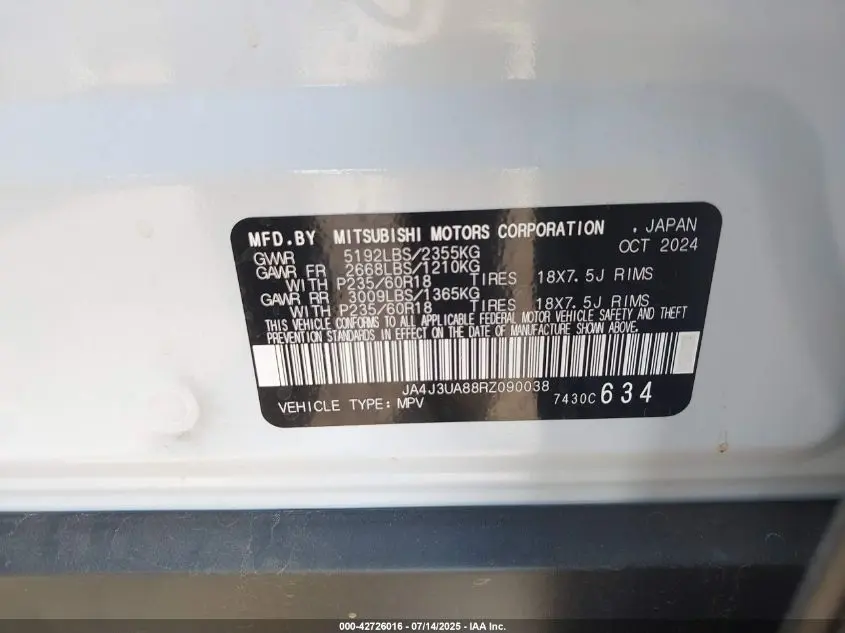 MFD.BY MITSUBISHI MOTORS CORPORATION . JAPAN
OCT 2024
GVWR 5192LBS/2355KG
GAWR FR 2668LBS/1210KG
WITH P235/60R18 TIRES 18X7.5J RIMS
GAWR RR 3009LBS/1365KG
WITH P235/60R18 TIRES 18X7.5J RIMS
THIS VEHICLE CONFORMS TO ALL APPLICABLE FEDERAL MOTOR VEHICLE SAFETY AND THEFT
PREVENTION STANDARDS IN EFFECT ON THE DATE OF MANUFACTURE SHOWN ABOVE.
JA4J3UA88RZ090038
VEHICLE TYPE: MPV 7430C 634
000-42726016 - 07/14/2025 - IAA Inc.